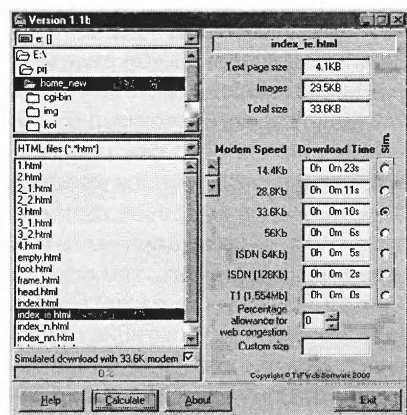 Version 1.1b
e: []
E:\
prj
home_new
cgi-bin
img
koi
HTML files (*.*htm*)
1.html
2.html
2_1.html
2_2.html
3.html
3_1.html
3_2.html
4.html
empty.html
foot.html
frame.html
head.html
index.html
index_ie.html
index_n.html
index_nn.html
Simulated download with 33.6K modem
0%
index_ie.html
Text page size 4.1KB
Images 29.5KB
Total size 33.6KB
Modem Speed Download Time Sim.
14.4Kb 0h 0m 23s
28.8Kb 0h 0m 11s
33.6Kb 0h 0m 10s
56Kb 0h 0m 6s
ISDN 64Kb] 0h 0m 5s
ISDN [128Kb] 0h 0m 2s
T1 [1,554Mb] 0h 0m 0s
Percentage
allowance for
web congestion 0
Custom size
Copyright © Web Software 2000
Help Calculate About Exit